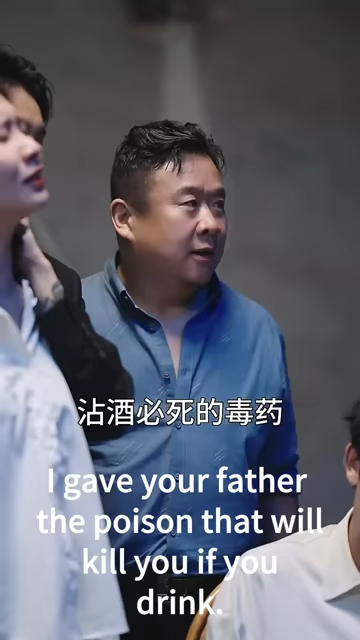 沾酒必死的毒药
I gave your father
the poison that will
kill you if you
drink.